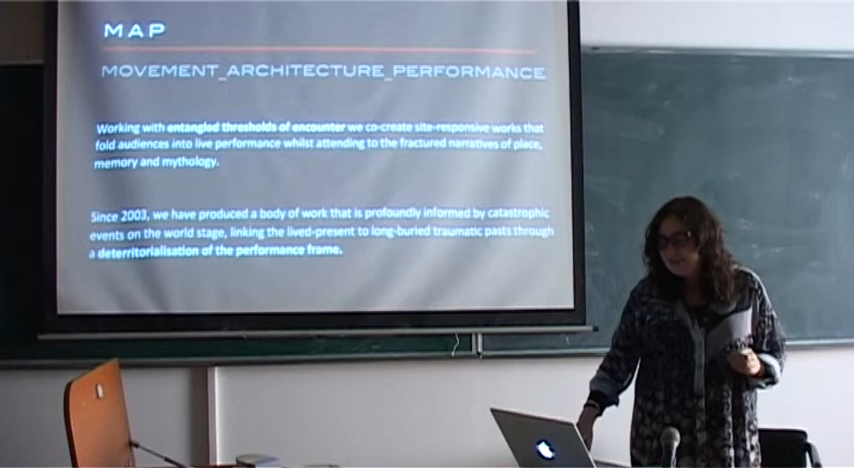 MAP
MOVEMENT_ARCHITECTURE_PERFORMANCE
Working with entangled thresholds of encounter we co-create site-responsive works that
fold audiences into live performance whilst attending to the fractured narratives of place,
memory and mythology.
Since 2003, we have produced a body of work that is profoundly informed by catastrophic
events on the world stage, linking the lived-present to long-buried traumatic pasts through
a deterritorialisation of the performance frame.